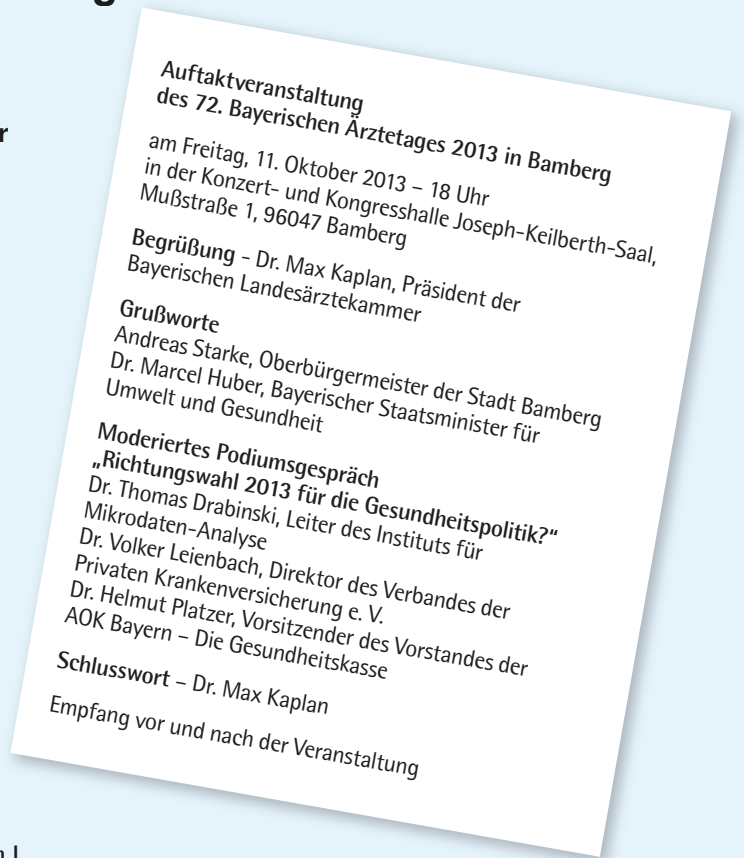 Auftaktveranstaltung
des 72. Bayerischen Ärztetages 2013 in Bamberg
am Freitag, 11. Oktober 2013 – 18 Uhr
in der Konzert- und Kongresshalle Joseph-Keilberth-Saal,
Mußstraße 1, 96047 Bamberg
Begrüßung - Dr. Max Kaplan, Präsident der
Bayerischen Landesärztekammer
Grußworte
Andreas Starke, Oberbürgermeister der Stadt Bamberg
Dr. Marcel Huber, Bayerischer Staatsminister für
Umwelt und Gesundheit
Moderiertes Podiumsgespräch
„Richtungswahl 2013 für die Gesundheitspolitik?“
Dr. Thomas Drabinski, Leiter des Instituts für
Mikrodaten-Analyse
Dr. Volker Leienbach, Direktor des Verbandes der
Privaten Krankenversicherung e. V.
Dr. Helmut Platzer, Vorsitzender des Vorstandes der
AOK Bayern – Die Gesundheitskasse
Schlusswort – Dr. Max Kaplan
Empfang vor und nach der Veranstaltung